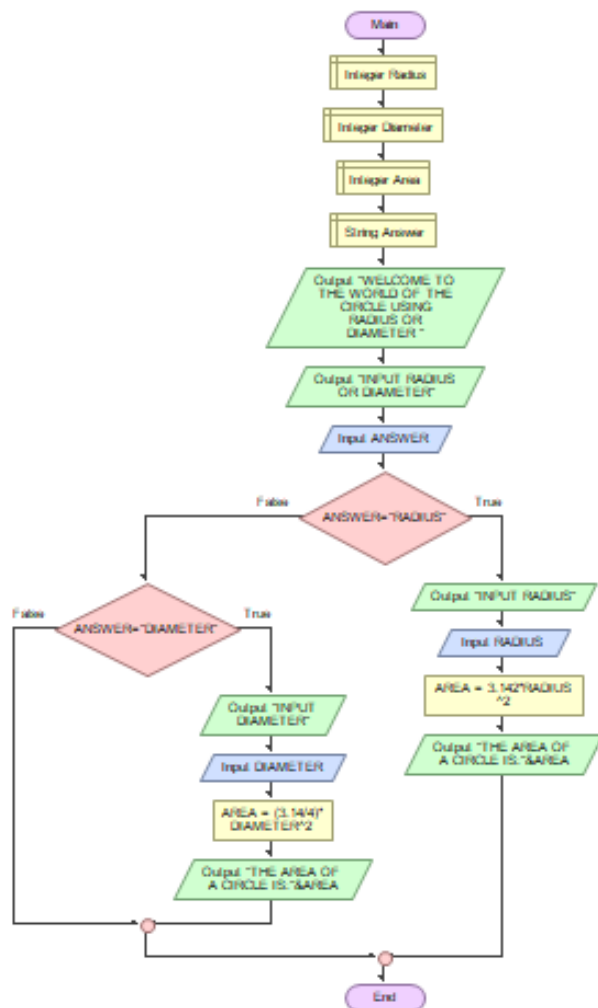 Main
Integer Radius
Integer Diameter
Integer Area
String Answer
Output "WELCOME TO
THE WORLD OF THE
CIRCLE USING
RADIUS OR
DIAMETER "
Output "INPUT RADIUS
OR DIAMETER"
Input ANSWER
False
ANSWER="RADIUS"
True
False
ANSWER="DIAMETER"
True
Output "INPUT
DIAMETER"
Input DIAMETER
AREA = (3.14/4)*
DIAMETER^2
Output "THE AREA OF
A CIRCLE IS:"&AREA
Output "INPUT RADIUS"
Input RADIUS
AREA = 3.142*RADIUS
^2
Output "THE AREA OF
A CIRCLE IS:"&AREA
End